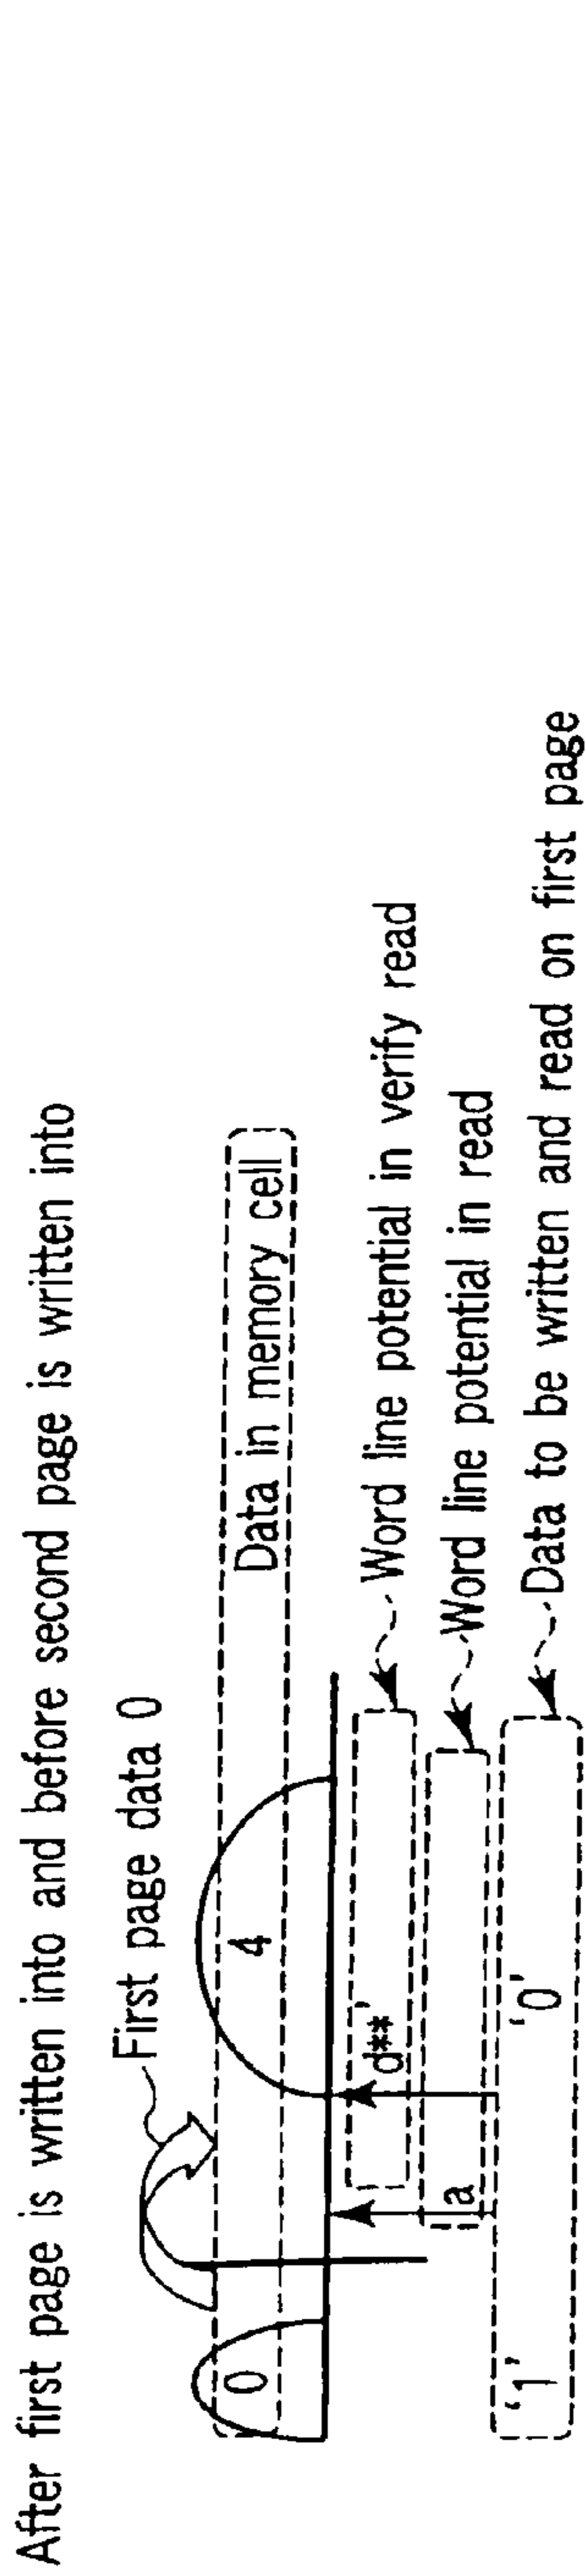 After first page is written into and before second page is written into
First page data 0
0 4 Data in memory cell
d**' Word line potential in verify read
a Word line potential in read
'1' '0' Data to be written and read on first page